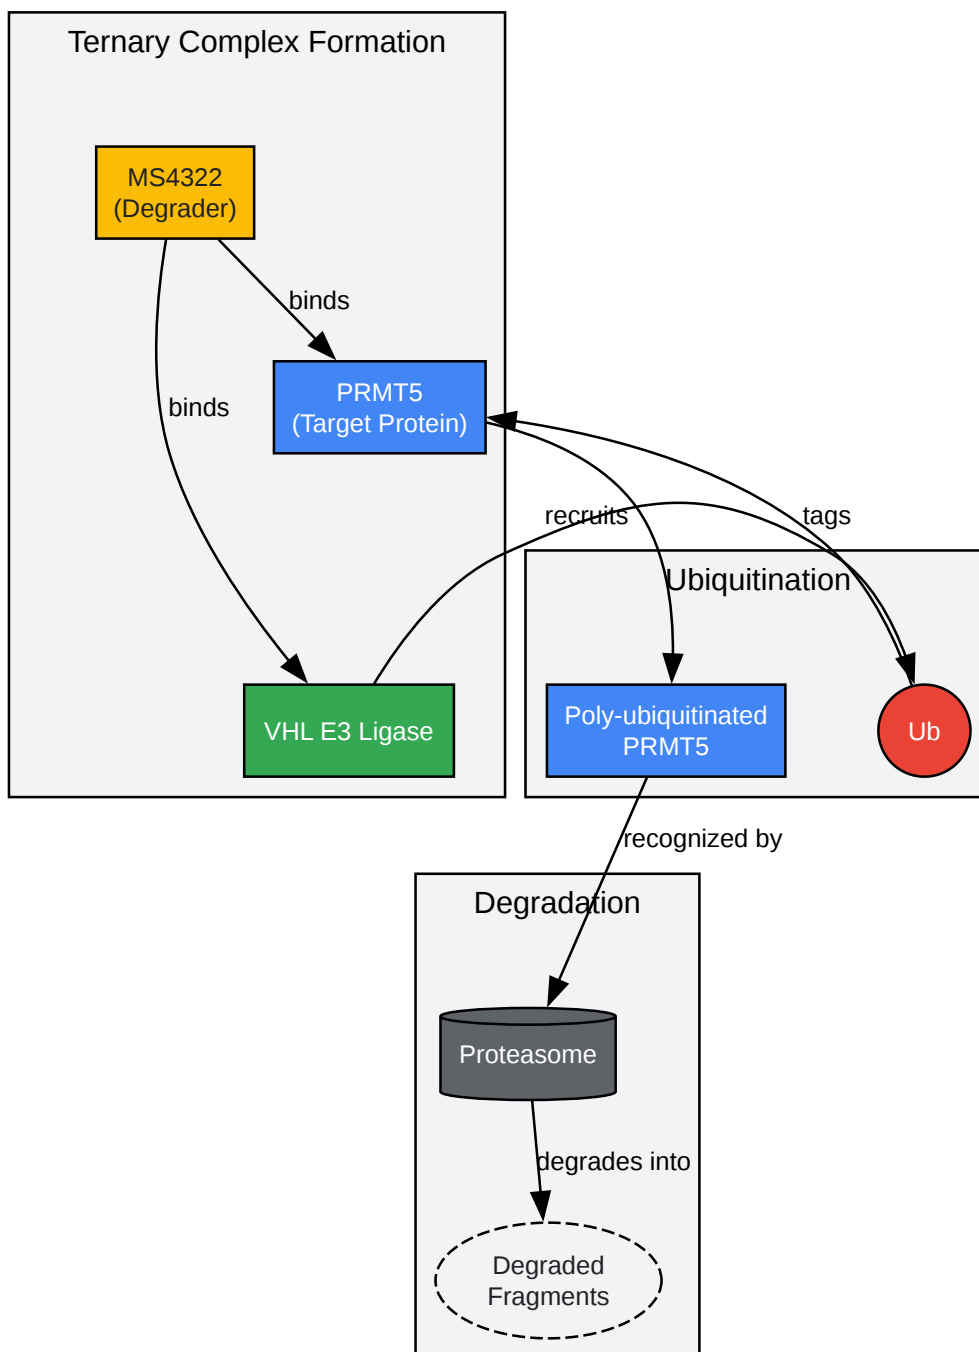 Ternary Complex Formation
MS4322
(Degrader)
binds
PRMT5
(Target Protein)
binds
recruits
tags
Ubiquitination
VHL E3 Ligase
Poly-ubiquitinated
PRMT5
Ub
recognized by
Degradation
Proteasome
degrades into
Degraded
Fragments